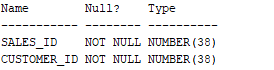 Name        Null?    Type
----------- -------- ----------
SALES_ID    NOT NULL NUMBER(38)
CUSTOMER_ID NOT NULL NUMBER(38)